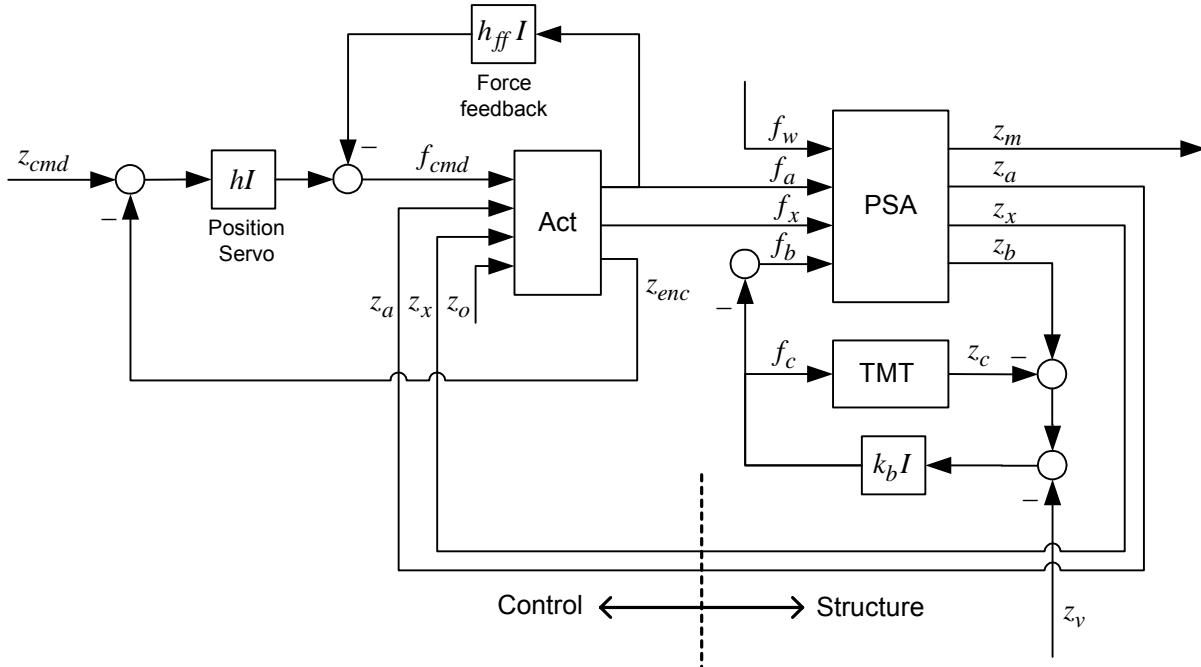 h_ff I
Force
feedback
z_cmd
hI
Position
Servo
f_cmd
Act
f_w
f_a
f_x
f_b
PSA
z_m
z_a
z_x
z_b
z_a
z_x
z_o
z_enc
f_c
TMT
z_c
k_b I
Control
Structure
z_v